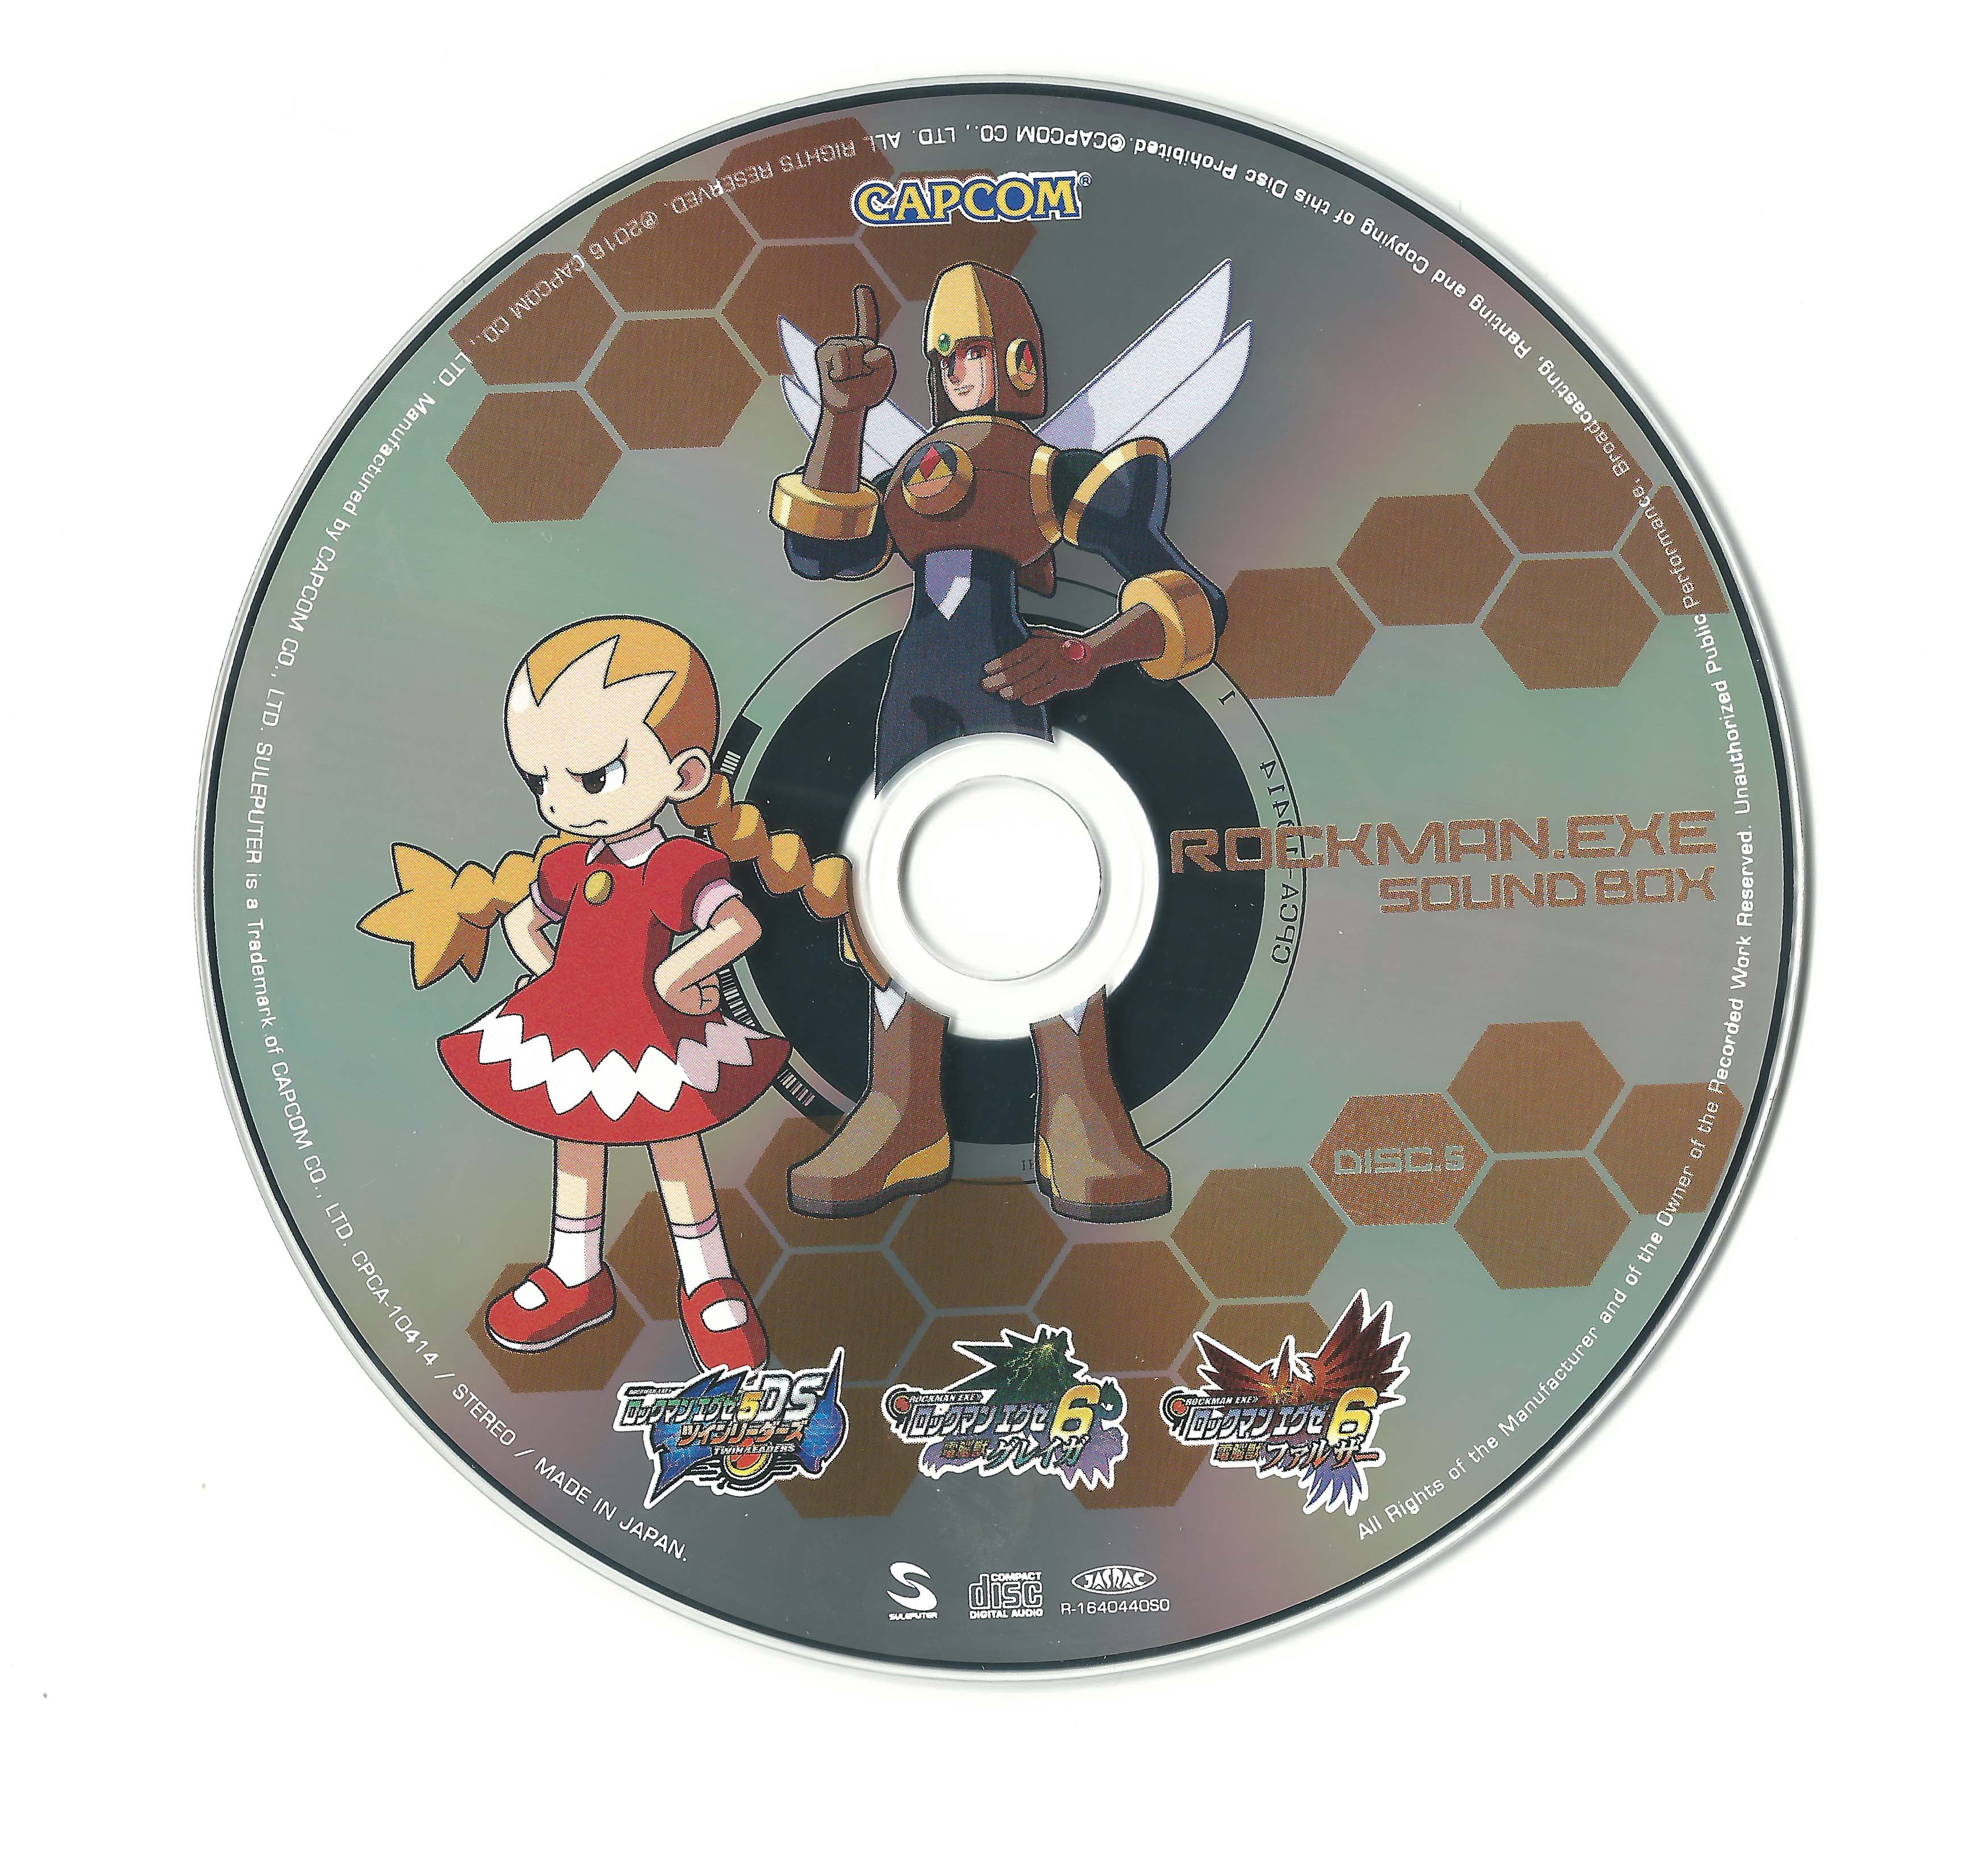 CAPCOM®
ROCKMAN.EXE
SOUND BOX
DISC.5
ロックマンエグゼ5DS
ツインリーダーズ
TWIN LEADERS
ROCKMAN EXE
ロックマンエグゼ6
電脳獣グレイガ
ROCKMAN EXE
ロックマンエグゼ6
電脳獣ファルザー
SULEPUTER
COMPACT
disc
DIGITAL AUDIO
JASRAC
R-1640440S0
All Rights of the Manufacturer and of the Owner of the Recorded Work Reserved. Unauthorized Public Performance, Broadcasting, Renting and Copying of this Disc Prohibited. ©CAPCOM CO., LTD. ALL RIGHTS RESERVED. ℗2016 CAPCOM CO., LTD. Manufactured by CAPCOM CO., LTD. SULEPUTER is a Trademark of CAPCOM CO., LTD. CPCA-10414 / STEREO / MADE IN JAPAN.